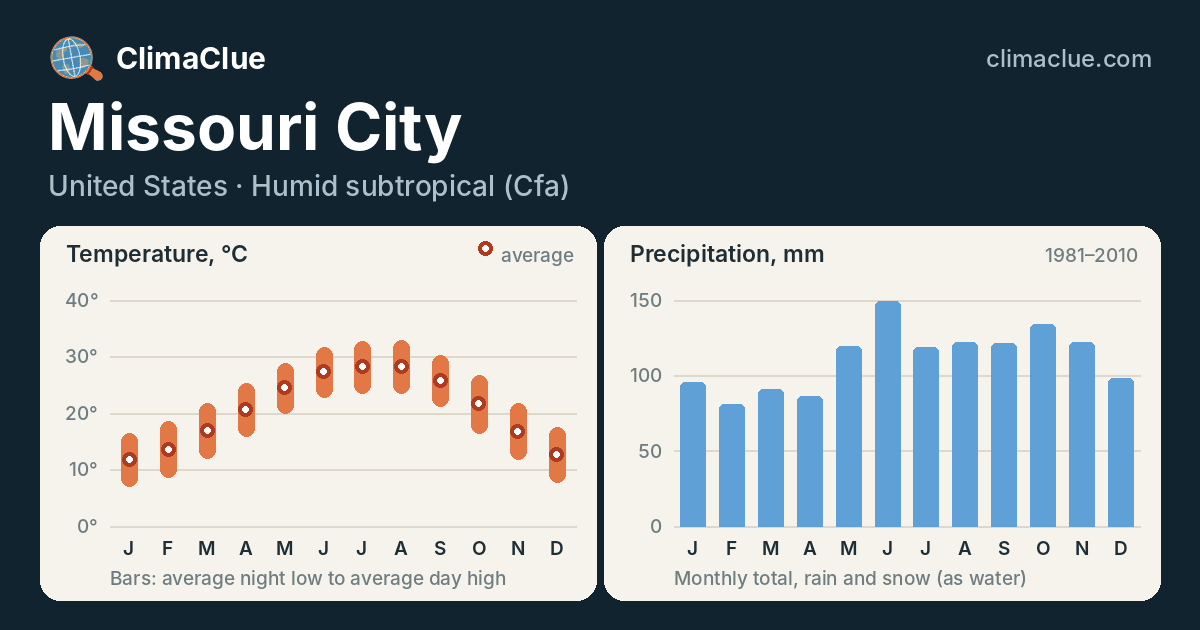 ClimaClue
climaclue.com
Missouri City
United States · Humid subtropical (Cfa)
Temperature, °C
average
40°
30°
20°
10°
0°
J F M A M J J A S O N D
Bars: average night low to average day high
Precipitation, mm
1981–2010
150
100
50
0
J F M A M J J A S O N D
Monthly total, rain and snow (as water)